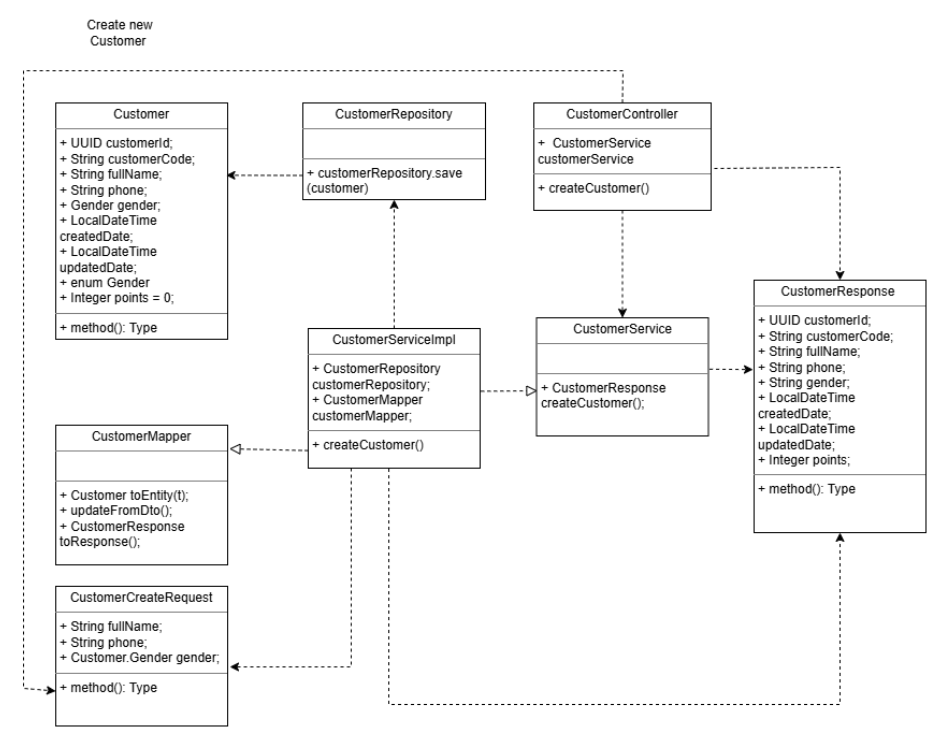 Create new
Customer
Customer
+ UUID customerId;
+ String customerCode;
+ String fullName;
+ String phone;
+ Gender gender;
+ LocalDateTime
createdDate;
+ LocalDateTime
updatedDate;
+ enum Gender
+ Integer points = 0;
+ method(): Type
CustomerRepository
+ customerRepository.save
(customer)
CustomerController
+ CustomerService
customerService
+ createCustomer()
CustomerResponse
+ UUID customerId;
+ String customerCode;
+ String fullName;
+ String phone;
+ String gender;
+ LocalDateTime
createdDate;
+ LocalDateTime
updatedDate;
+ Integer points;
+ method(): Type
CustomerServiceImpl
+ CustomerRepository
customerRepository;
+ CustomerMapper
customerMapper;
+ createCustomer()
CustomerService
+ CustomerResponse
createCustomer();
CustomerMapper
+ Customer toEntity(t);
+ updateFromDto();
+ CustomerResponse
toResponse();
CustomerCreateRequest
+ String fullName;
+ String phone;
+ Customer.Gender gender;
+ method(): Type